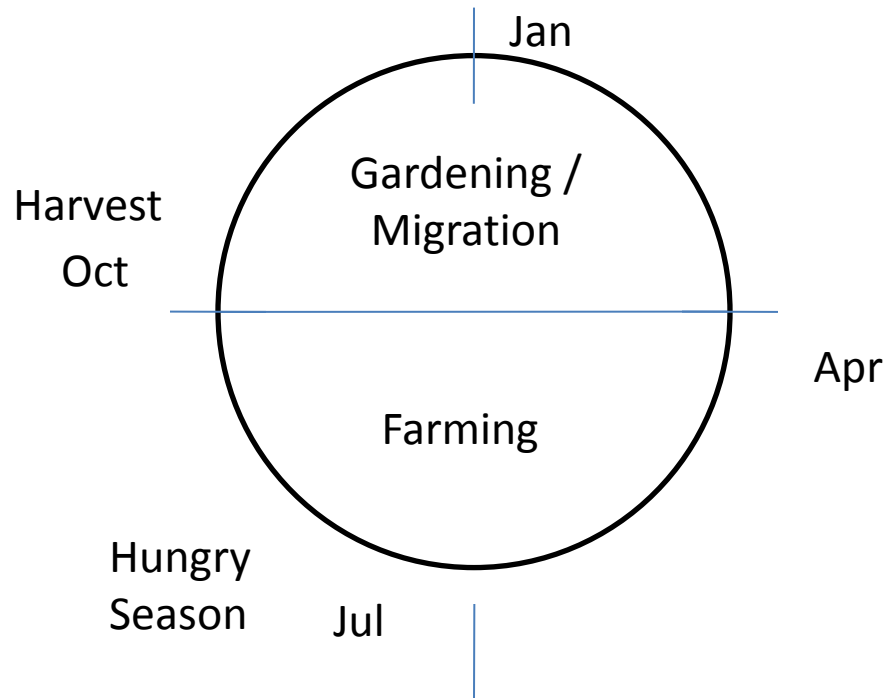 Jan
Gardening /
Migration
Harvest
Oct
Apr
Farming
Hungry
Season
Jul